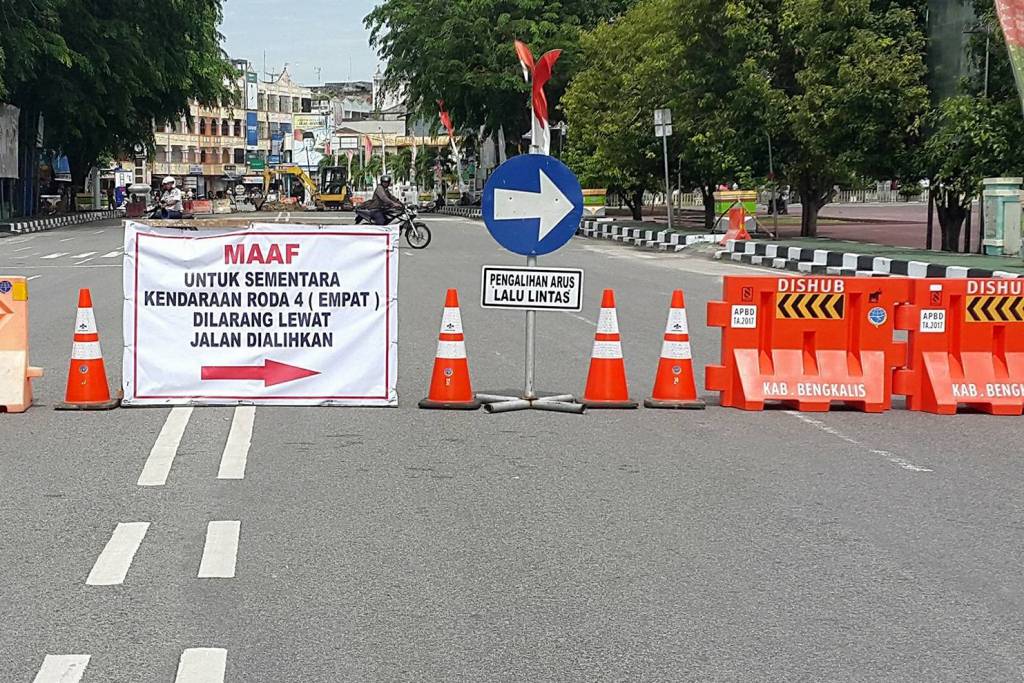 MAAF
UNTUK SEMENTARA
KENDARAAN RODA 4 ( EMPAT )
DILARANG LEWAT
JALAN DIALIHKAN
PENGALIHAN ARUS
LALU LINTAS
DISHUB
APBD
TA.2017
KAB. BENGKALIS
DISHUB
APBD
TA.2017
KAB . BENGK